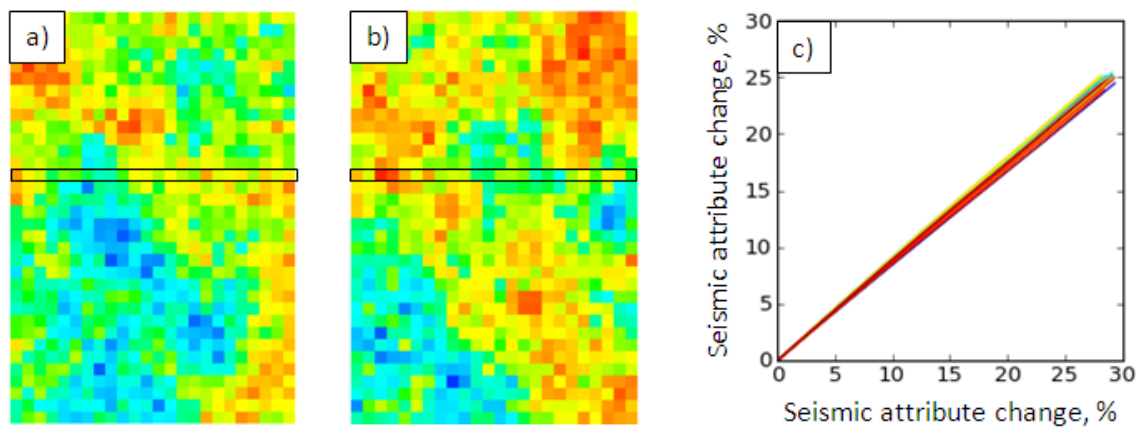 a)
b)
c)
Seismic attribute change, %
30
25
20
15
10
5
0
0 5 10 15 20 25 30
Seismic attribute change, %